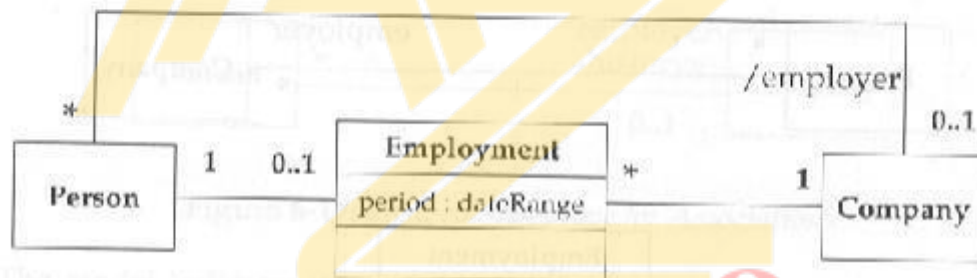 /employer
*
0..1
1
0..1
Employment
*
1
Person
period : dateRange
Company